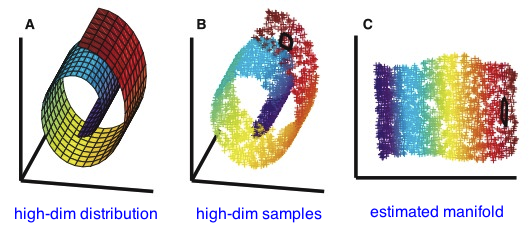 A
B
C
high-dim distribution
high-dim samples
estimated manifold